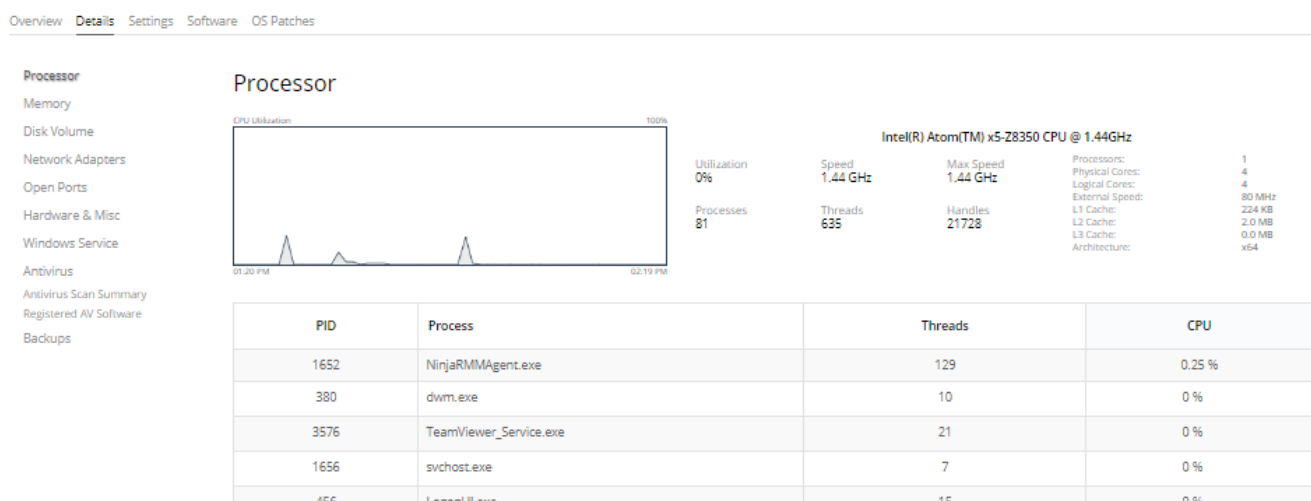 Overview Details Settings Software OS Patches
Processor
Memory
Disk Volume
Network Adapters
Open Ports
Hardware & Misc
Windows Service
Antivirus
Antivirus Scan Summary
Registered AV Software
Backups
Processor
CPU Utilization 100%
01:20 PM 02:19 PM
Intel(R) Atom(TM) x5-Z8350 CPU @ 1.44GHz
Utilization Speed Max Speed
0% 1.44 GHz 1.44 GHz
Processes Threads Handles
81 635 21728
Processors: 1
Physical Cores: 4
Logical Cores: 4
External Speed: 80 MHz
L1 Cache: 224 KB
L2 Cache: 2.0 MB
L3 Cache: 0.0 MB
Architecture: x64
PID Process Threads CPU
1652 NinjaRMMAgent.exe 129 0.25 %
380 dwm.exe 10 0 %
3576 TeamViewer_Service.exe 21 0 %
1656 svchost.exe 7 0 %
456 LogonUI.exe 15 0 %